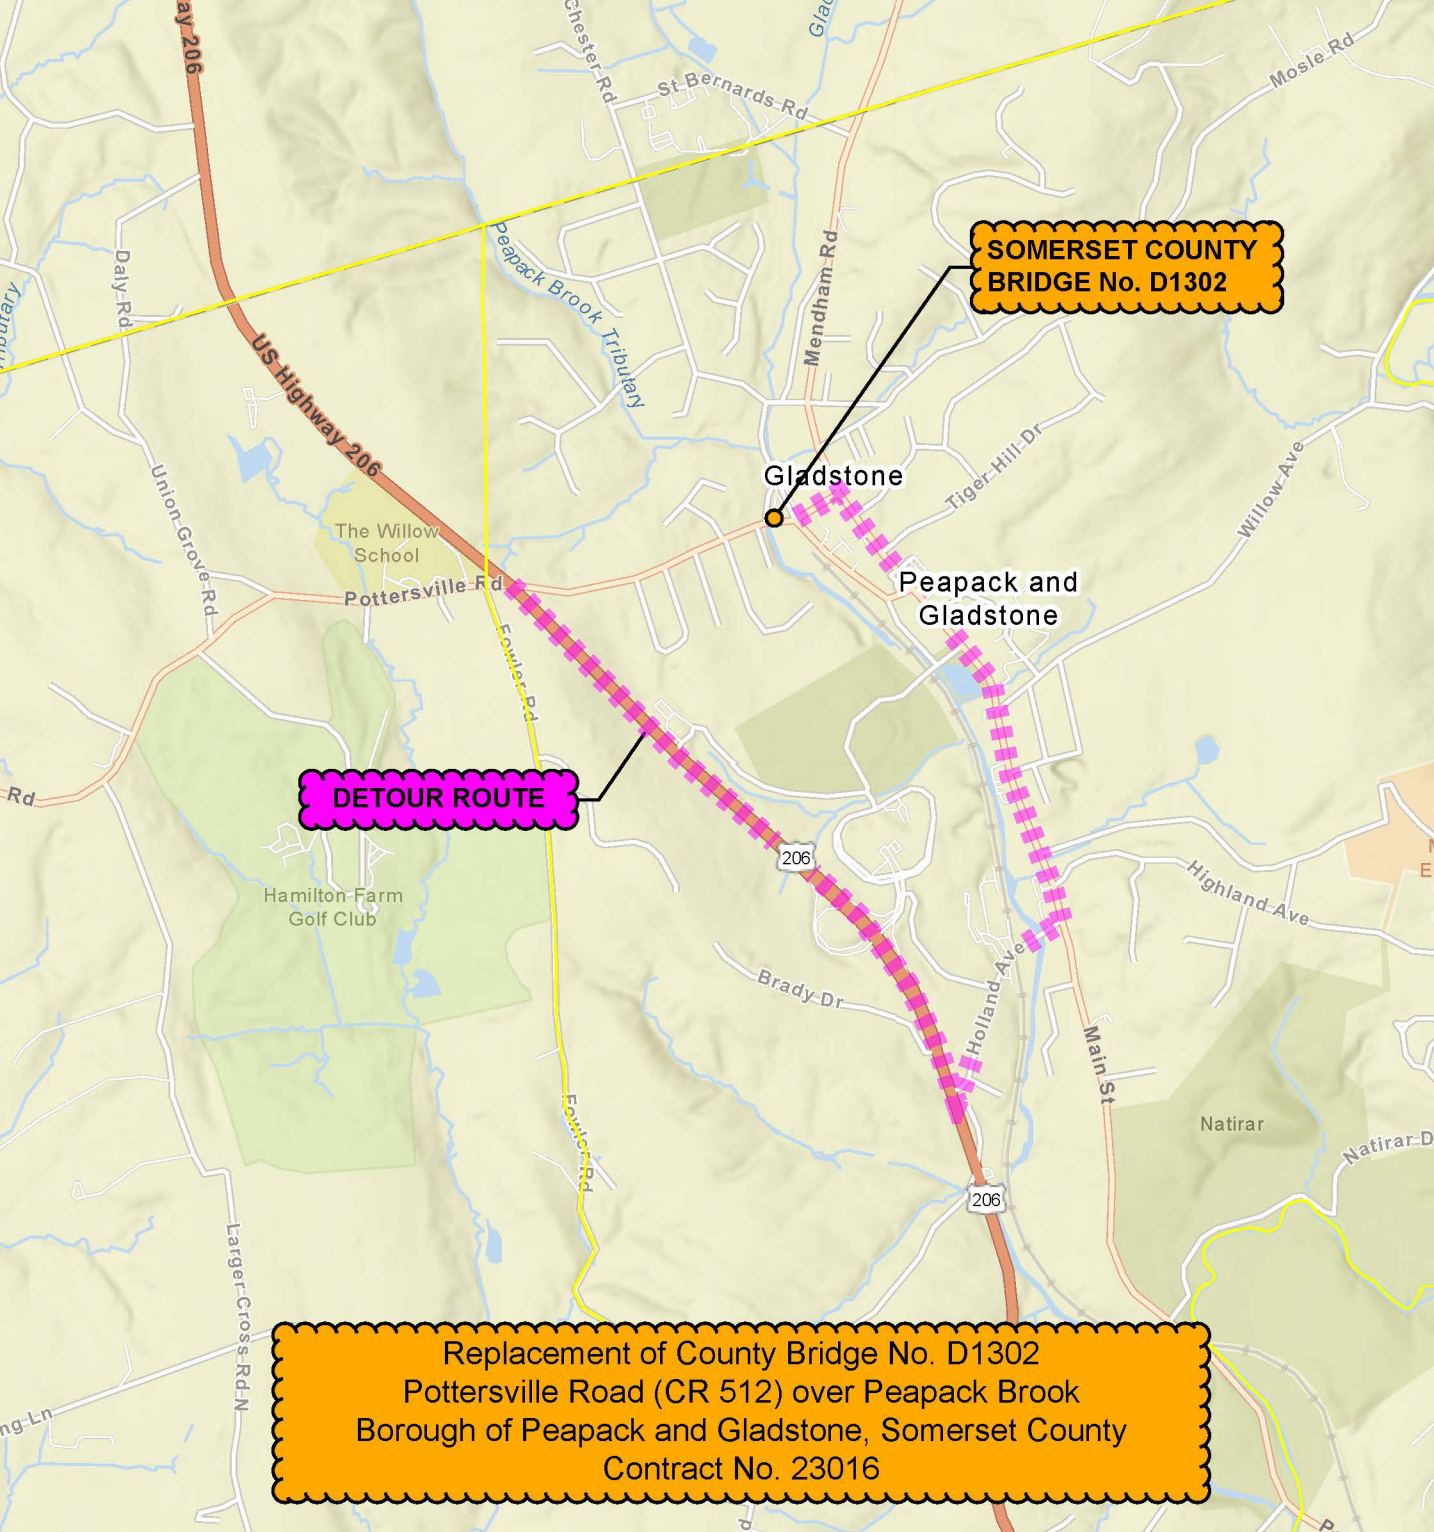 ay 206
Chester Rd
Glad
St Bernards Rd
Mosle Rd
Daly Rd
Peapack Brook Tributary
Mendham Rd
SOMERSET COUNTY
BRIDGE No. D1302
ibutary
US Highway 206
Union Grove Rd
Gladstone
Tiger Hill Dr
Willow Ave
The Willow
School
Pottersville Rd
Peapack and
Gladstone
Fowler Rd
Rd
DETOUR ROUTE
206
Hamilton Farm
Golf Club
Highland Ave
Brady Dr
Holland Ave
Main St
Natirar
Natirar D
Fowler Rd
206
Larger Cross Rd N
ng Ln
Replacement of County Bridge No. D1302
Pottersville Road (CR 512) over Peapack Brook
Borough of Peapack and Gladstone, Somerset County
Contract No. 23016